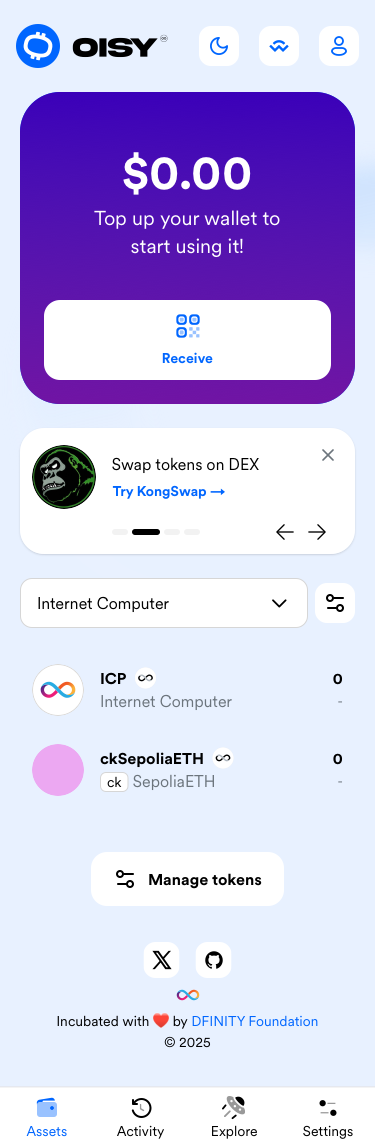 OISY
$0.00
Top up your wallet to
start using it!
Receive
Swap tokens on DEX
Try KongSwap →
Internet Computer
ICP
0
Internet Computer
-
ckSepoliaETH
0
ck SepoliaETH
-
Manage tokens
Incubated with ❤️ by DFINITY Foundation
© 2025
Assets
Activity
Explore
Settings